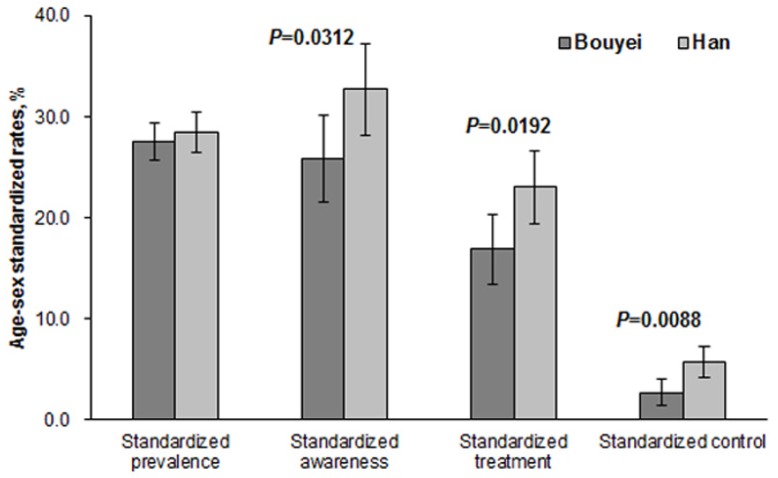 40.0
30.0
20.0
10.0
0.0
Age-sex standardized rates, %
Bouyei Han
P=0.0312
P=0.0192
P=0.0088
Standardized
prevalence
Standardized
awareness
Standardized
treatment
Standardized control